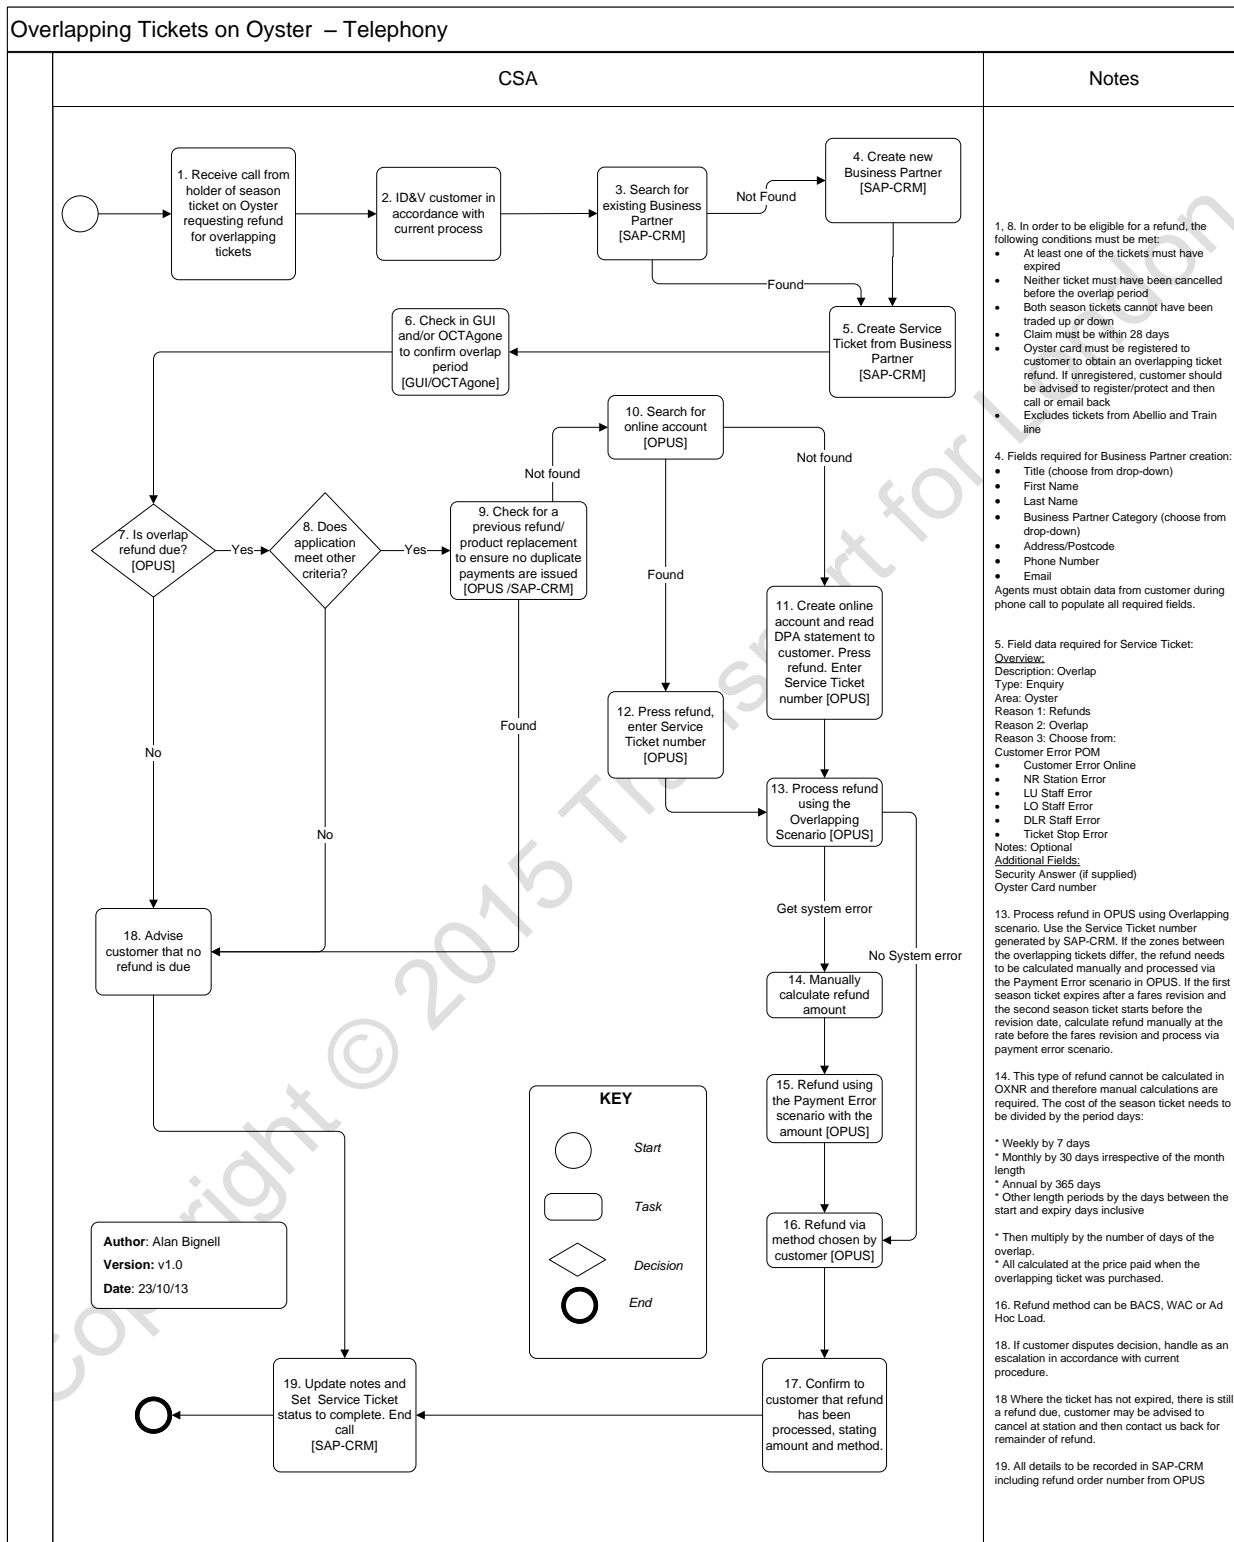 Overlapping Tickets on Oyster – Telephony
CSA
Notes
1. Receive call from
holder of season
ticket on Oyster
requesting refund
for overlapping
tickets
2. ID&V customer in
accordance with
current process
3. Search for
existing Business
Partner
[SAP-CRM]
Not Found
4. Create new
Business Partner
[SAP-CRM]
Found
5. Create Service
Ticket from Business
Partner
[SAP-CRM]
6. Check in GUI
and/or OCTAgone
to confirm overlap
period
[GUI/OCTAgone]
7. Is overlap
refund due?
[OPUS]
Yes
8. Does
application
meet other
criteria?
Yes
9. Check for a
previous refund/
product replacement
to ensure no duplicate
payments are issued
[OPUS /SAP-CRM]
Not found
10. Search for
online account
[OPUS]
Not found
Found
11. Create online
account and read
DPA statement to
customer. Press
refund. Enter
Service Ticket
number [OPUS]
12. Press refund,
enter Service
Ticket number
[OPUS]
Found
No
No
13. Process refund
using the
Overlapping
Scenario [OPUS]
Get system error
No System error
14. Manually
calculate refund
amount
15. Refund using
the Payment Error
scenario with the
amount [OPUS]
16. Refund via
method chosen by
customer [OPUS]
17. Confirm to
customer that refund
has been
processed, stating
amount and method.
18. Advise
customer that no
refund is due
19. Update notes and
Set Service Ticket
status to complete. End
call
[SAP-CRM]
KEY
Start
Task
Decision
End
Author: Alan Bignell
Version: v1.0
Date: 23/10/13
1, 8. In order to be eligible for a refund, the
following conditions must be met:
• At least one of the tickets must have
expired
• Neither ticket must have been cancelled
before the overlap period
• Both season tickets cannot have been
traded up or down
• Claim must be within 28 days
• Oyster card must be registered to
customer to obtain an overlapping ticket
refund. If unregistered, customer should
be advised to register/protect and then
call or email back
• Excludes tickets from Abellio and Train
line
4. Fields required for Business Partner creation:
• Title (choose from drop-down)
• First Name
• Last Name
• Business Partner Category (choose from
drop-down)
• Address/Postcode
• Phone Number
• Email
Agents must obtain data from customer during
phone call to populate all required fields.
5. Field data required for Service Ticket:
Overview:
Description: Overlap
Type: Enquiry
Area: Oyster
Reason 1: Refunds
Reason 2: Overlap
Reason 3: Choose from:
Customer Error POM
• Customer Error Online
• NR Station Error
• LU Staff Error
• LO Staff Error
• DLR Staff Error
• Ticket Stop Error
Notes: Optional
Additional Fields:
Security Answer (if supplied)
Oyster Card number
13. Process refund in OPUS using Overlapping
scenario. Use the Service Ticket number
generated by SAP-CRM. If the zones between
the overlapping tickets differ, the refund needs
to be calculated manually and processed via
the Payment Error scenario in OPUS. If the first
season ticket expires after a fares revision and
the second season ticket starts before the
revision date, calculate refund manually at the
rate before the fares revision and process via
payment error scenario.
14. This type of refund cannot be calculated in
OXNR and therefore manual calculations are
required. The cost of the season ticket needs to
be divided by the period days:
* Weekly by 7 days
* Monthly by 30 days irrespective of the month
length
* Annual by 365 days
* Other length periods by the days between the
start and expiry days inclusive
* Then multiply by the number of days of the
overlap.
* All calculated at the price paid when the
overlapping ticket was purchased.
16. Refund method can be BACS, WAC or Ad
Hoc Load.
18. If customer disputes decision, handle as an
escalation in accordance with current
procedure.
18 Where the ticket has not expired, there is still
a refund due, customer may be advised to
cancel at station and then contact us back for
remainder of refund.
19. All details to be recorded in SAP-CRM
including refund order number from OPUS
Copyright © 2015 Transport for London